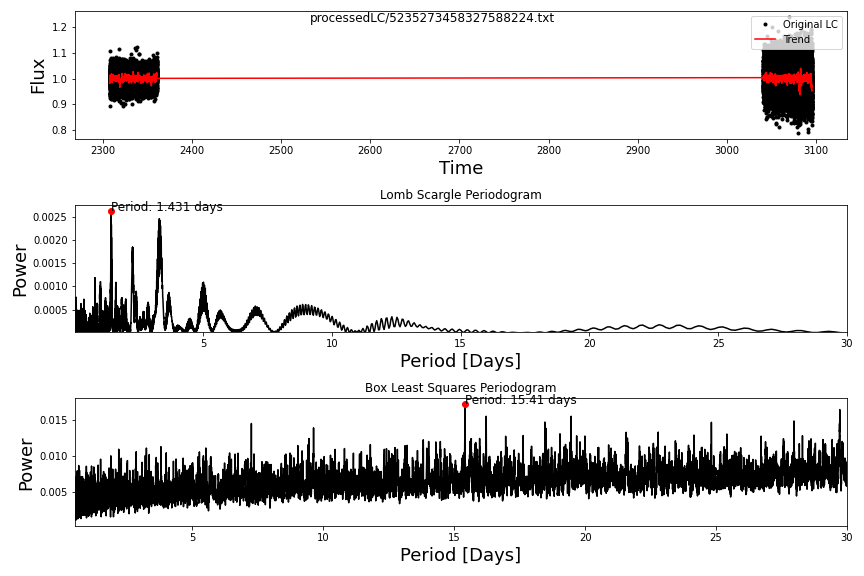 processedLC/5235273458327588224.txt
Original LC
Trend
Flux
1.2
1.1
1.0
0.9
0.8
2300 2400 2500 2600 2700 2800 2900 3000 3100
Time
Lomb Scargle Periodogram
Period: 1.431 days
Power
0.0025
0.0020
0.0015
0.0010
0.0005
5 10 15 20 25 30
Period [Days]
Box Least Squares Periodogram
Period: 15.41 days
Power
0.015
0.010
0.005
5 10 15 20 25 30
Period [Days]